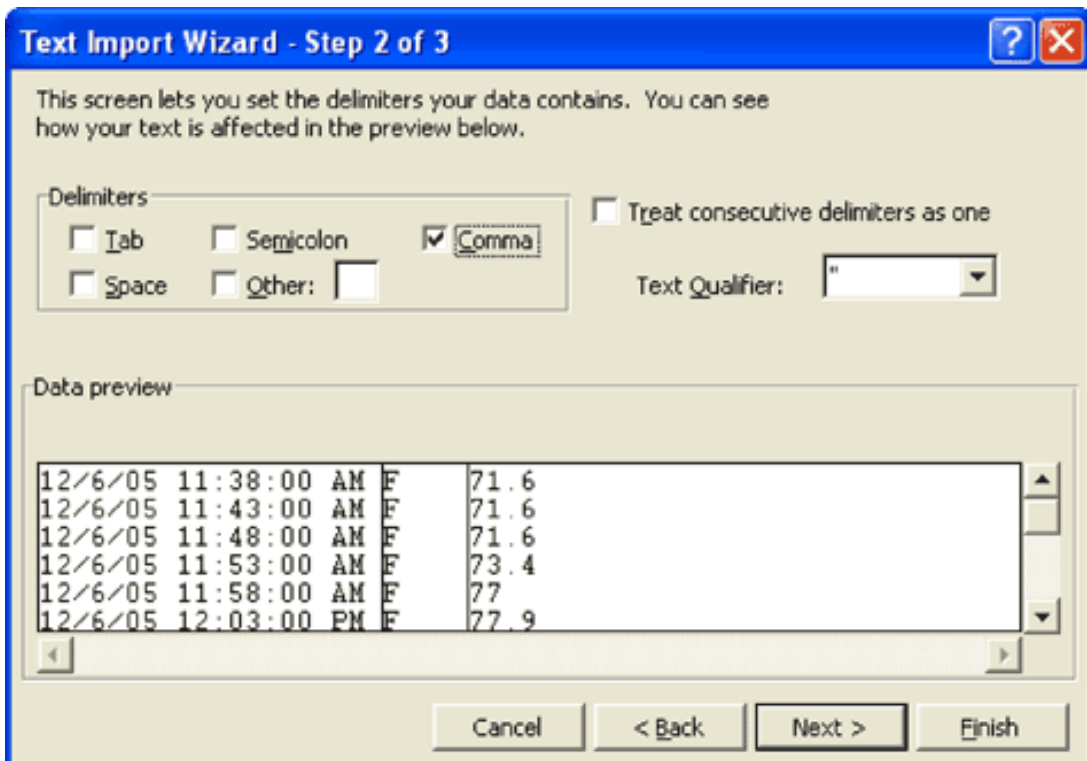 Text Import Wizard - Step 2 of 3
This screen lets you set the delimiters your data contains. You can see
how your text is affected in the preview below.
Delimiters
Tab
Semicolon
Comma
Space
Other:
Treat consecutive delimiters as one
Text Qualifier: "
Data preview
12/6/05 11:38:00 AM F 71.6
12/6/05 11:43:00 AM F 71.6
12/6/05 11:48:00 AM F 71.6
12/6/05 11:53:00 AM F 73.4
12/6/05 11:58:00 AM F 77
12/6/05 12:03:00 PM F 77.9
Cancel
< Back
Next >
Finish